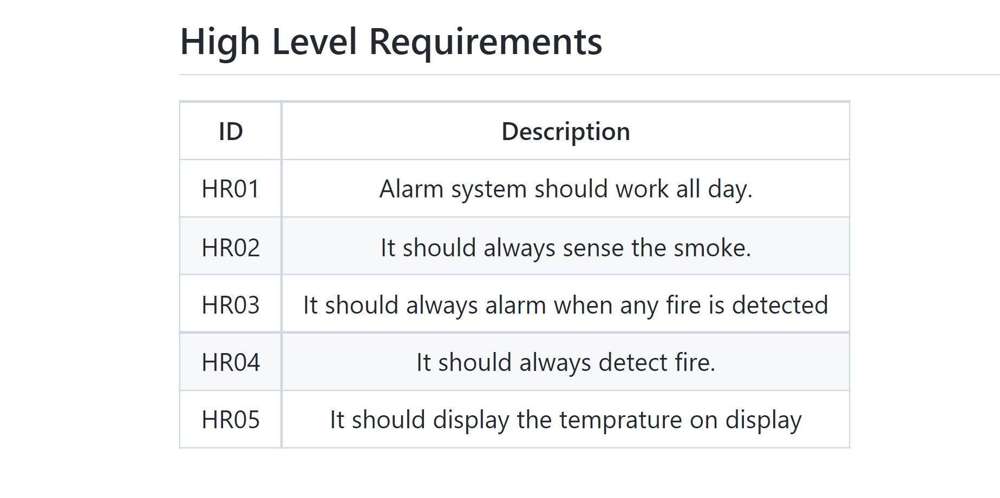 High Level Requirements
ID Description
HR01 Alarm system should work all day.
HR02 It should always sense the smoke.
HR03 It should always alarm when any fire is detected
HR04 It should always detect fire.
HR05 It should display the temprature on display